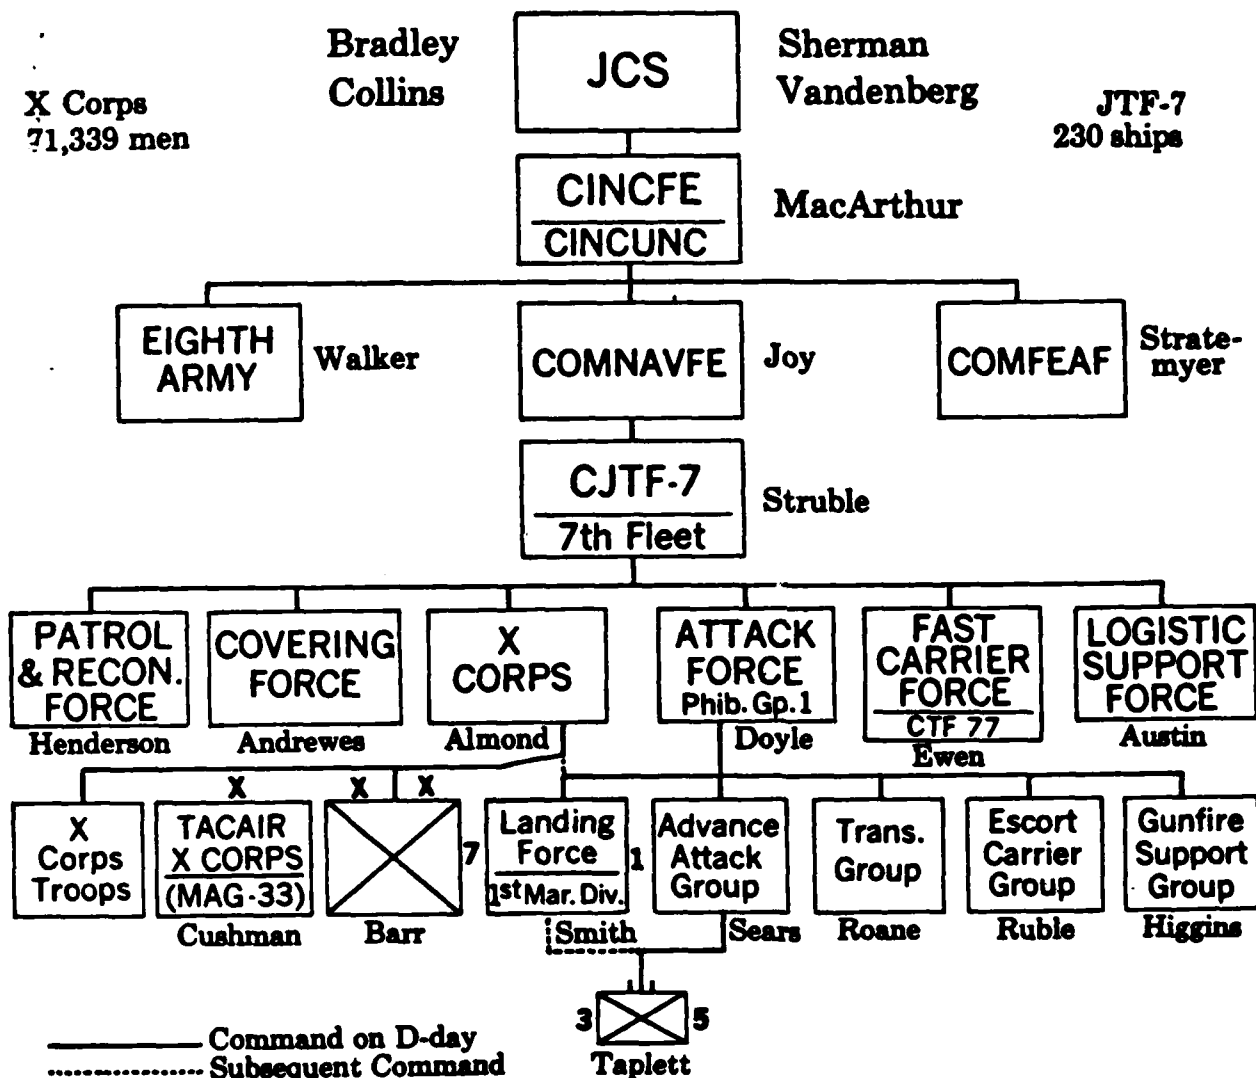 Bradley
Collins
JCS
Sherman
Vandenberg
X Corps
71,339 men
JTF-7
230 ships
CINCFE
CINCUNC
MacArthur
EIGHTH
ARMY
Walker
COMNAVFE
Joy
COMFEAF
Strate-
myer
CJTF-7
7th Fleet
Struble
PATROL
& RECON.
FORCE
Henderson
COVERING
FORCE
Andrewes
X
CORPS
Almond
ATTACK
FORCE
Phib. Gp. 1
Doyle
FAST
CARRIER
FORCE
CTF 77
Ewen
LOGISTIC
SUPPORT
FORCE
Austin
X
Corps
Troops
X
TACAIR
X CORPS
(MAG-33)
Cushman
X X
7
Barr
Landing
Force
1st Mar. Div.
1
Smith
Advance
Attack
Group
Sears
Trans.
Group
Roane
Escort
Carrier
Group
Ruble
Gunfire
Support
Group
Higgins
3 5
Taplett
Command on D-day
Subsequent Command